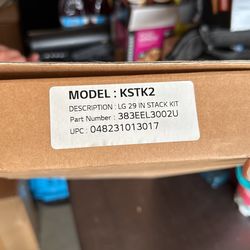 MODEL : KSTK2
DESCRIPTION : LG 29 IN STACK KIT
Part Number : 383EEL3002U
UPC : 048231013017